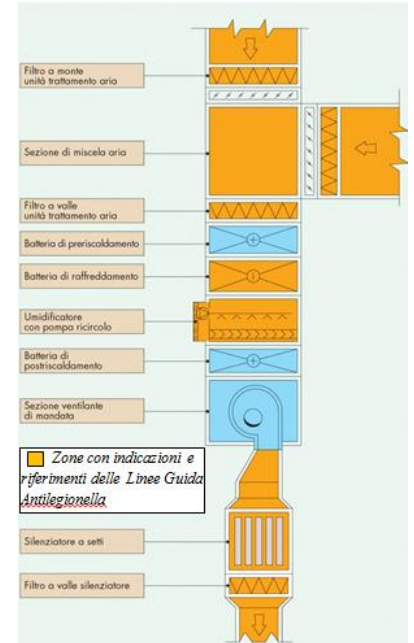 Filtro a monte
unità trattamento aria
Sezione di miscela aria
Filtro a valle
unità trattamento aria
Batteria di preriscaldamento
Batteria di raffreddamento
Umidificatore
con pompa ricircolo
Batteria di
postriscaldamento
Sezione ventilante
di mandata
Zone con indicazioni e
riferimenti delle Linee Guida
Antilegionella
Silenziatore a setti
Filtro a valle silenziatore